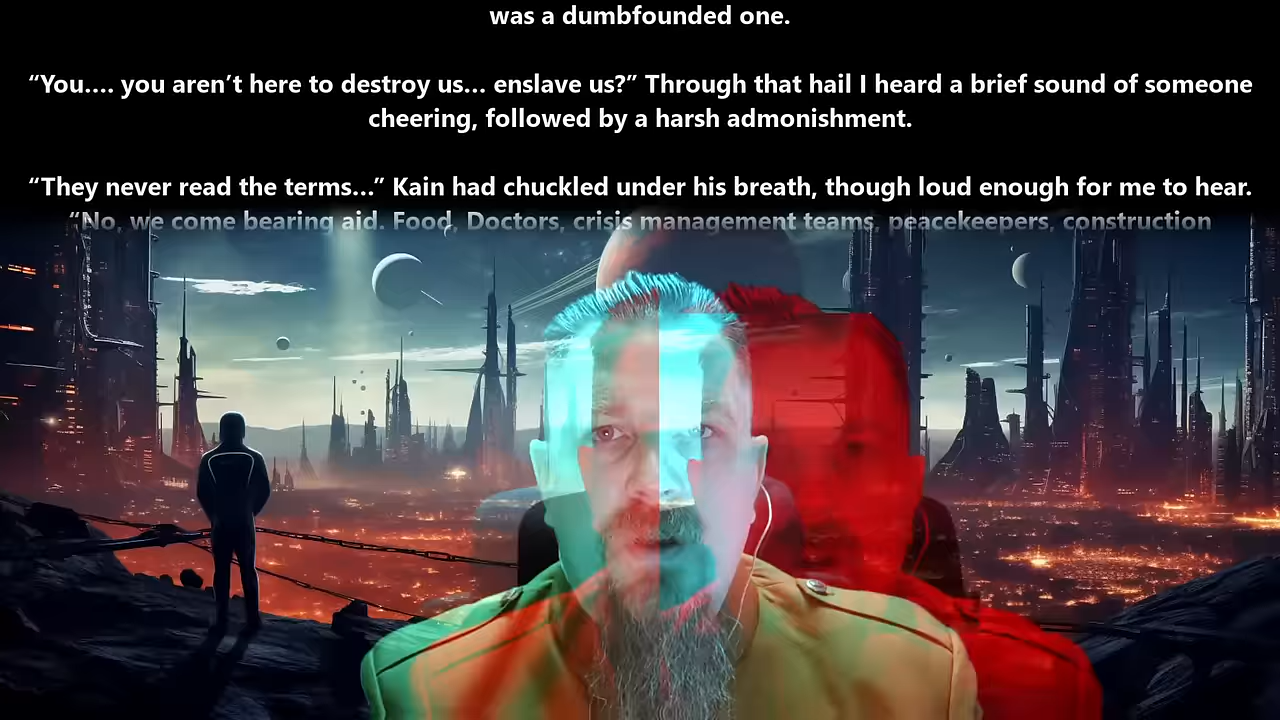 was a dumbfounded one.
“You…. you aren’t here to destroy us… enslave us?” Through that hail I heard a brief sound of someone
cheering, followed by a harsh admonishment.
“They never read the terms…” Kain had chuckled under his breath, though loud enough for me to hear.
“No, we come bearing aid. Food, Doctors, crisis management teams, peacekeepers, construction